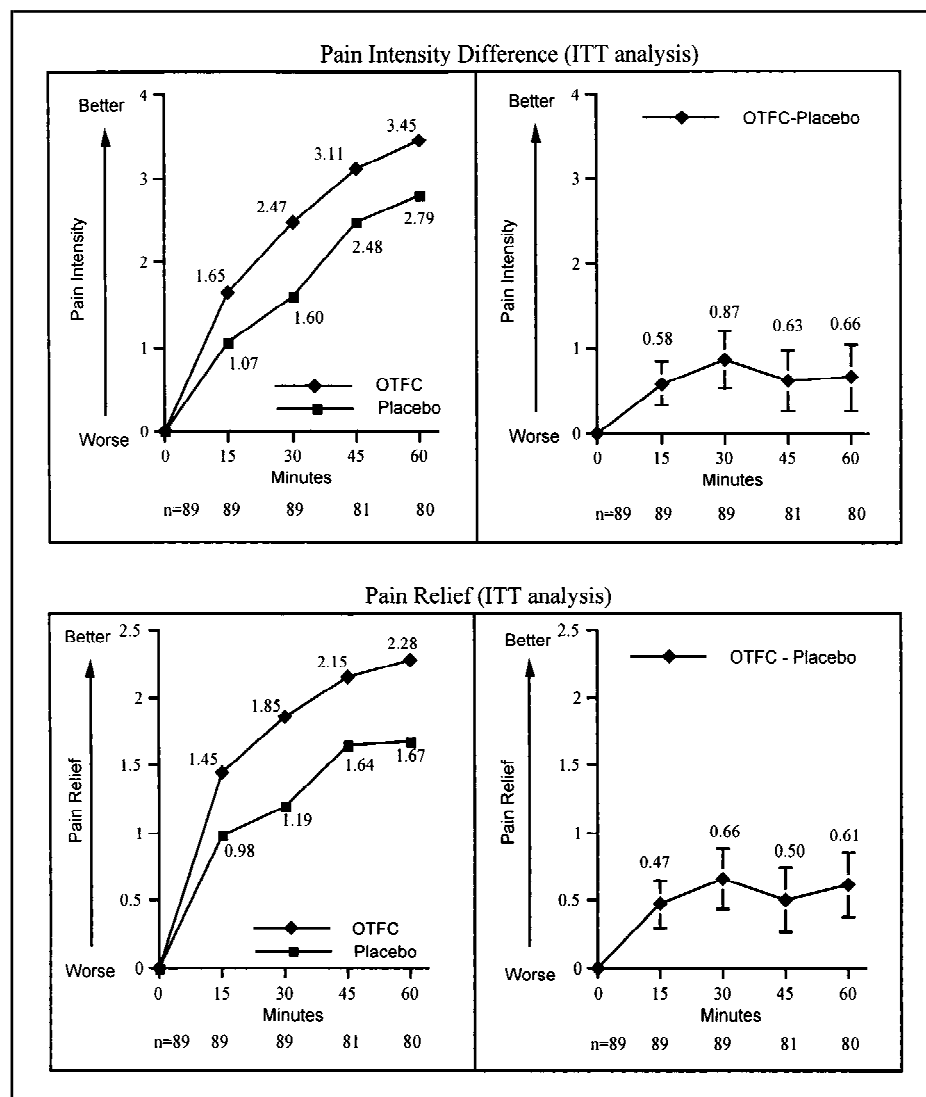 Pain Intensity Difference (ITT analysis)
Better
Pain Intensity
Worse
4
3
2
1
0
1.65
2.47
3.11
3.45
1.07
1.60
2.48
2.79
OTFC
Placebo
0 15 30 45 60
Minutes
n=89 89 89 81 80
Better
Pain Intensity
Worse
4
3
2
1
0
OTFC-Placebo
0.58
0.87
0.63
0.66
0 15 30 45 60
Minutes
n=89 89 89 81 80
Pain Relief (ITT analysis)
Better
Pain Relief
Worse
2.5
2
1.5
1
0.5
0
1.45
1.85
2.15
2.28
0.98
1.19
1.64
1.67
OTFC
Placebo
0 15 30 45 60
Minutes
n=89 89 89 81 80
Better
Pain Relief
Worse
2.5
2
1.5
1
0.5
0
OTFC - Placebo
0.47
0.66
0.50
0.61
0 15 30 45 60
Minutes
n=89 89 89 81 80